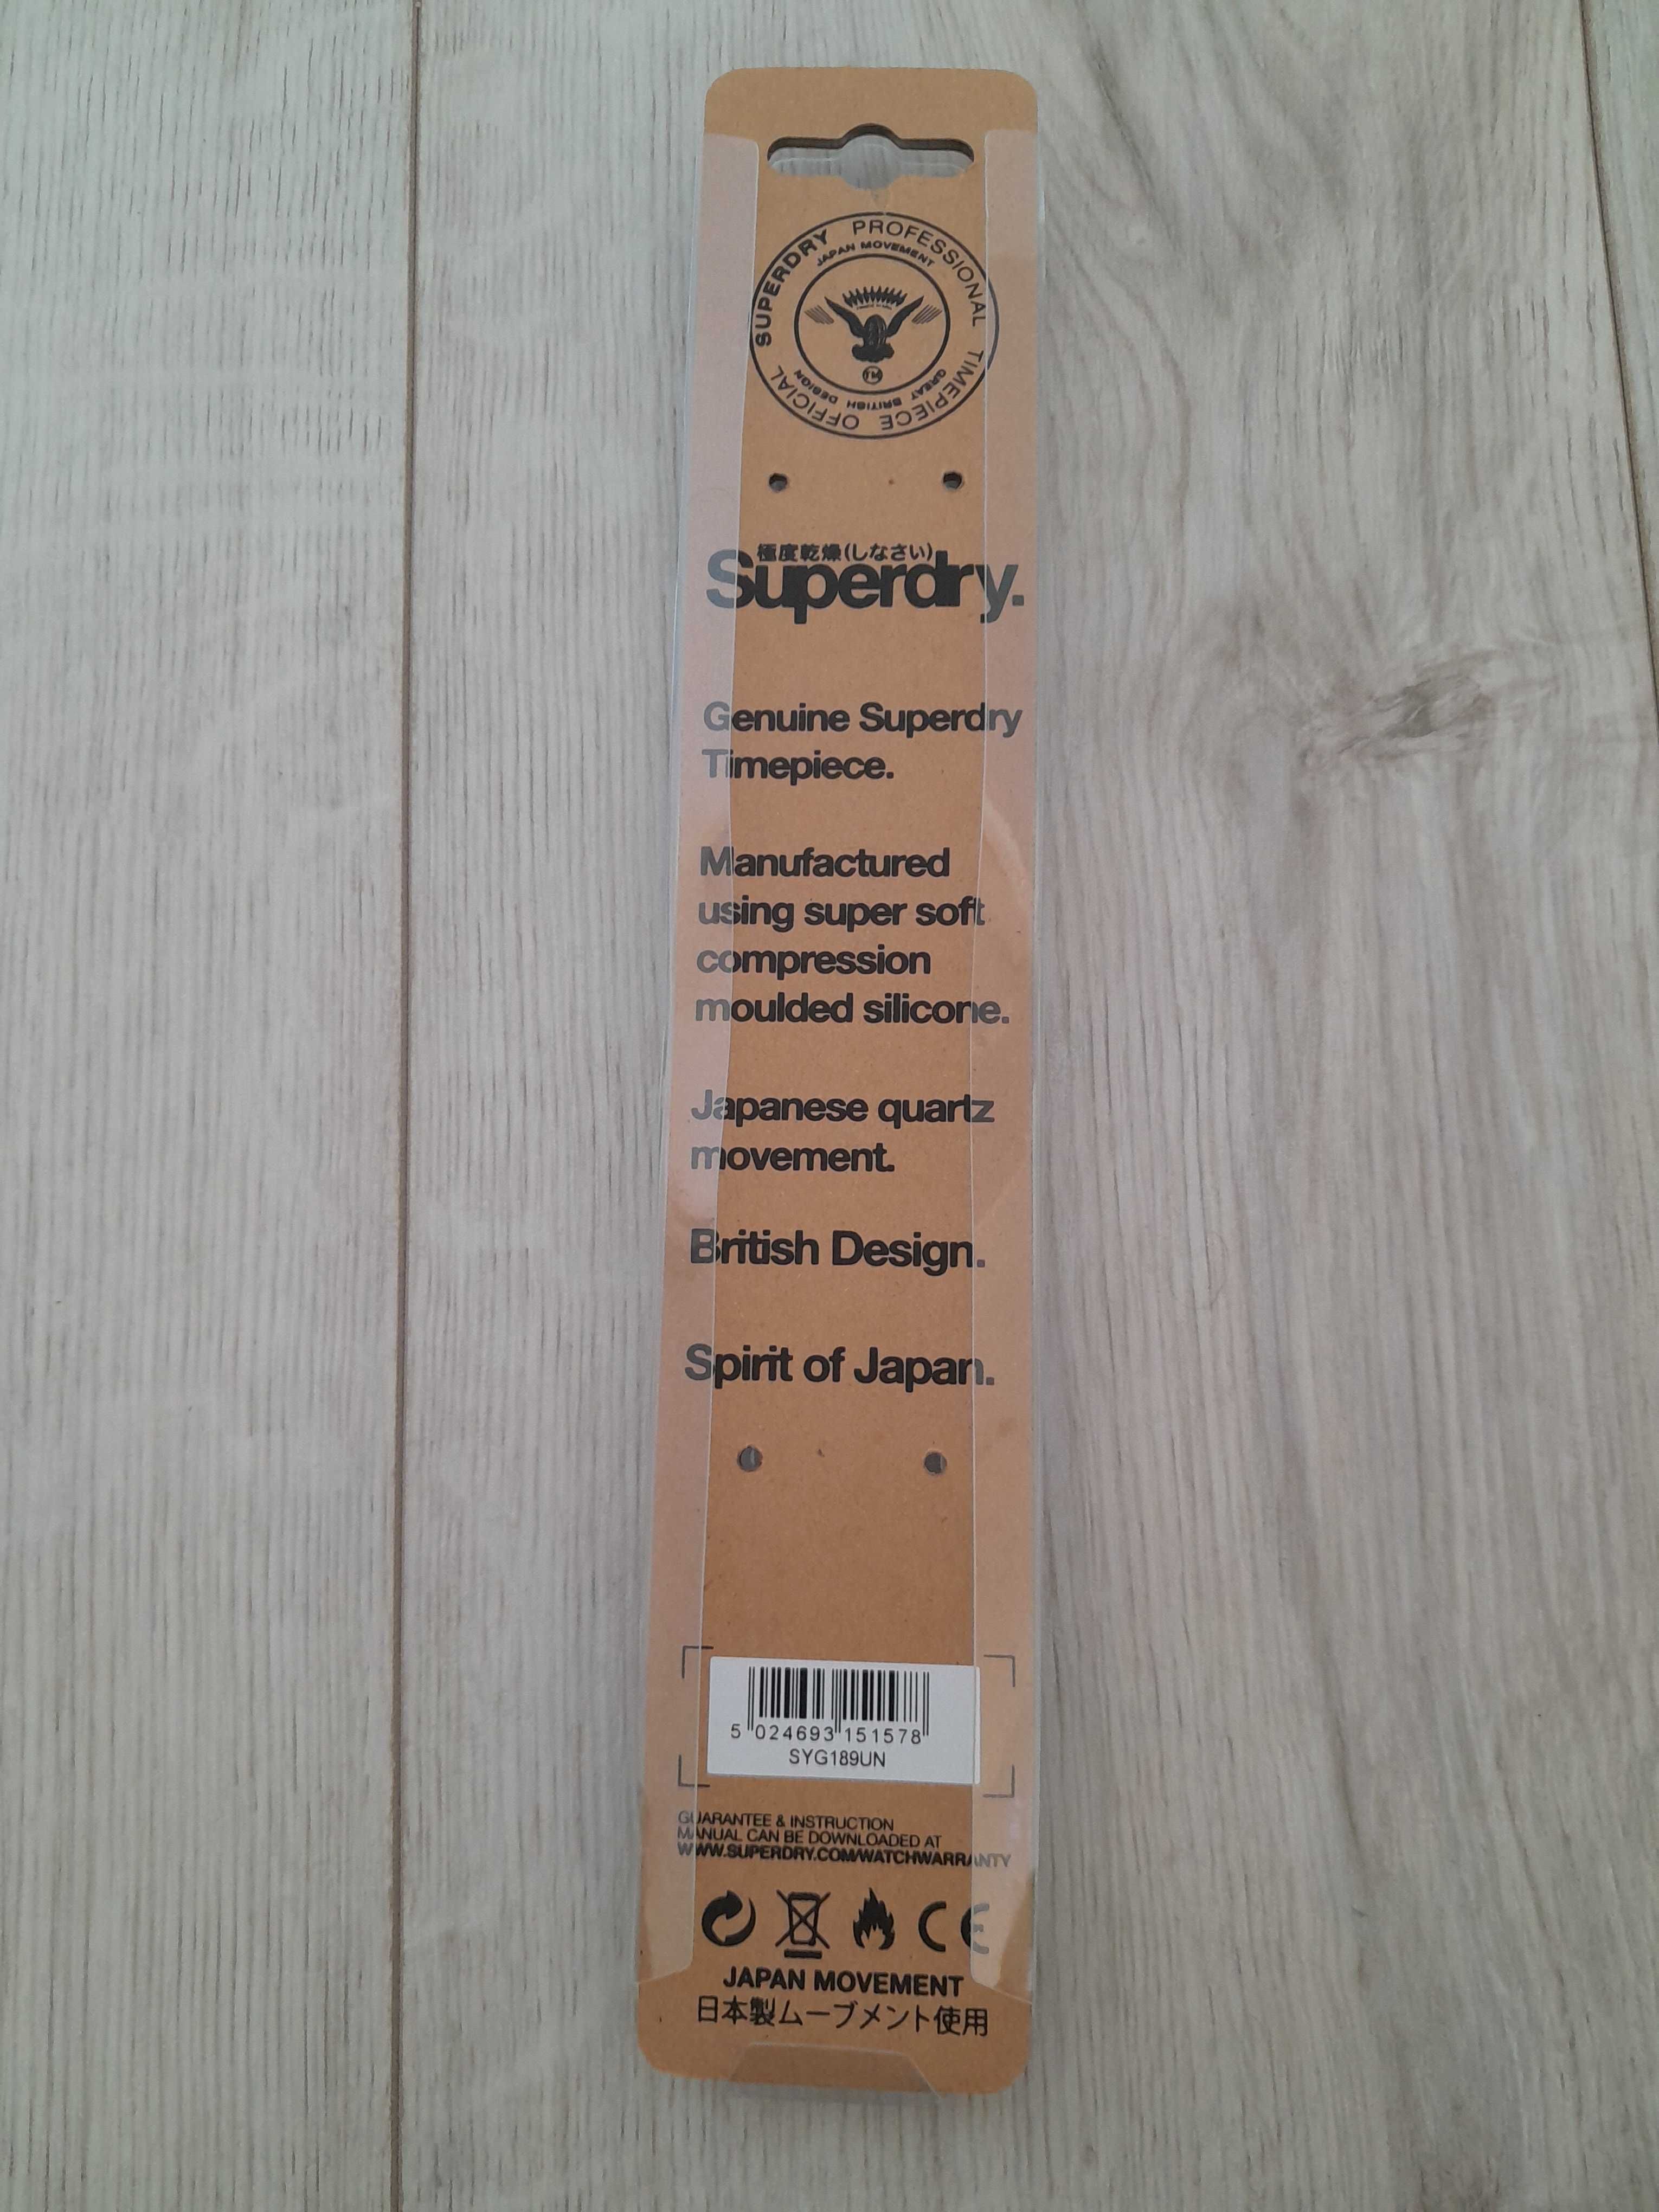 SUPERDRY PROFESSIONAL TIMEPIECE OFFICIAL
JAPAN MOVEMENT
GREAT BRITISH DESIGN
極度乾燥(しなさい)
Superdry.
Genuine Superdry
Timepiece.
Manufactured
using super soft
compression
moulded silicone.
Japanese quartz
movement.
British Design.
Spirit of Japan.
5 024693 151578
SYG189UN
GUARANTEE & INSTRUCTION
MANUAL CAN BE DOWNLOADED AT
WWW.SUPERDRY.COM/WATCHWARRANTY
CE
JAPAN MOVEMENT
日本製ムーブメント使用